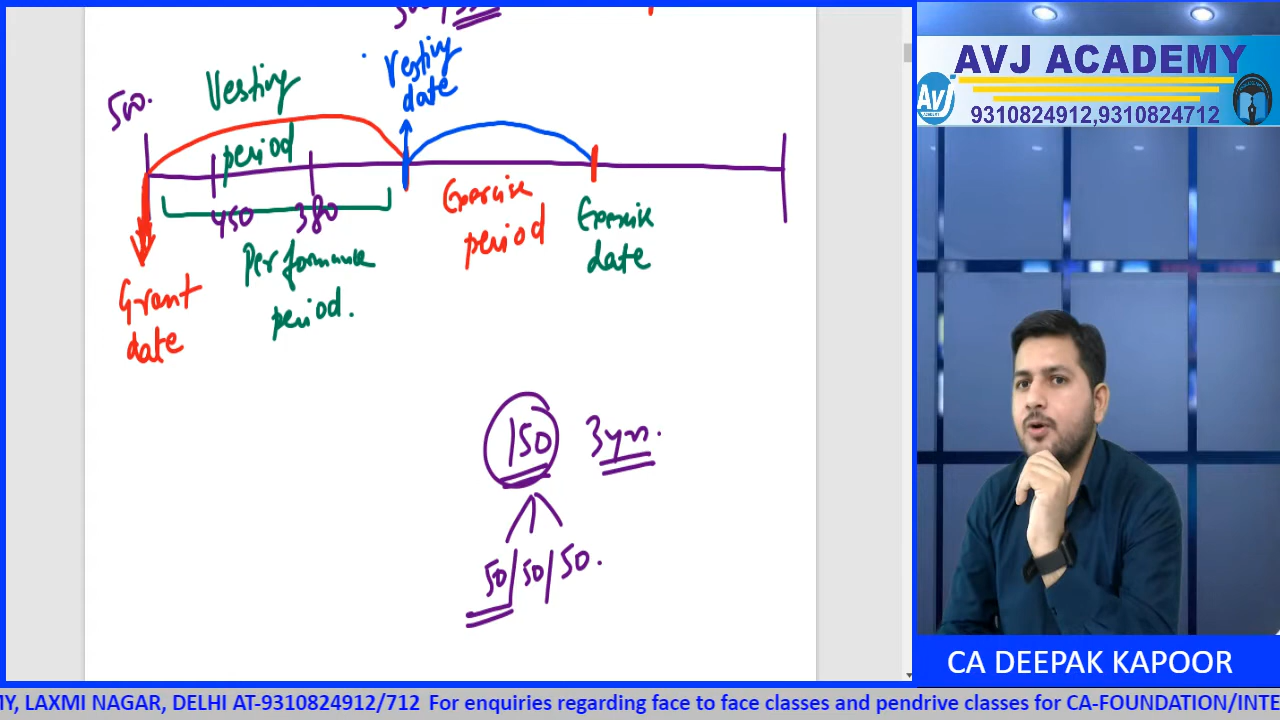 Vesting
date
500.
Vesting
period
450
380
Performance
period.
Grant
date
Exercise
period
Exercise
date
150
3yrs.
50/50/50.
AVJ ACADEMY
AVJ
9310824912,9310824712
CA DEEPAK KAPOOR
MY, LAXMI NAGAR, DELHI AT-9310824912/712 For enquiries regarding face to face classes and pendrive classes for CA-FOUNDATION/INTE